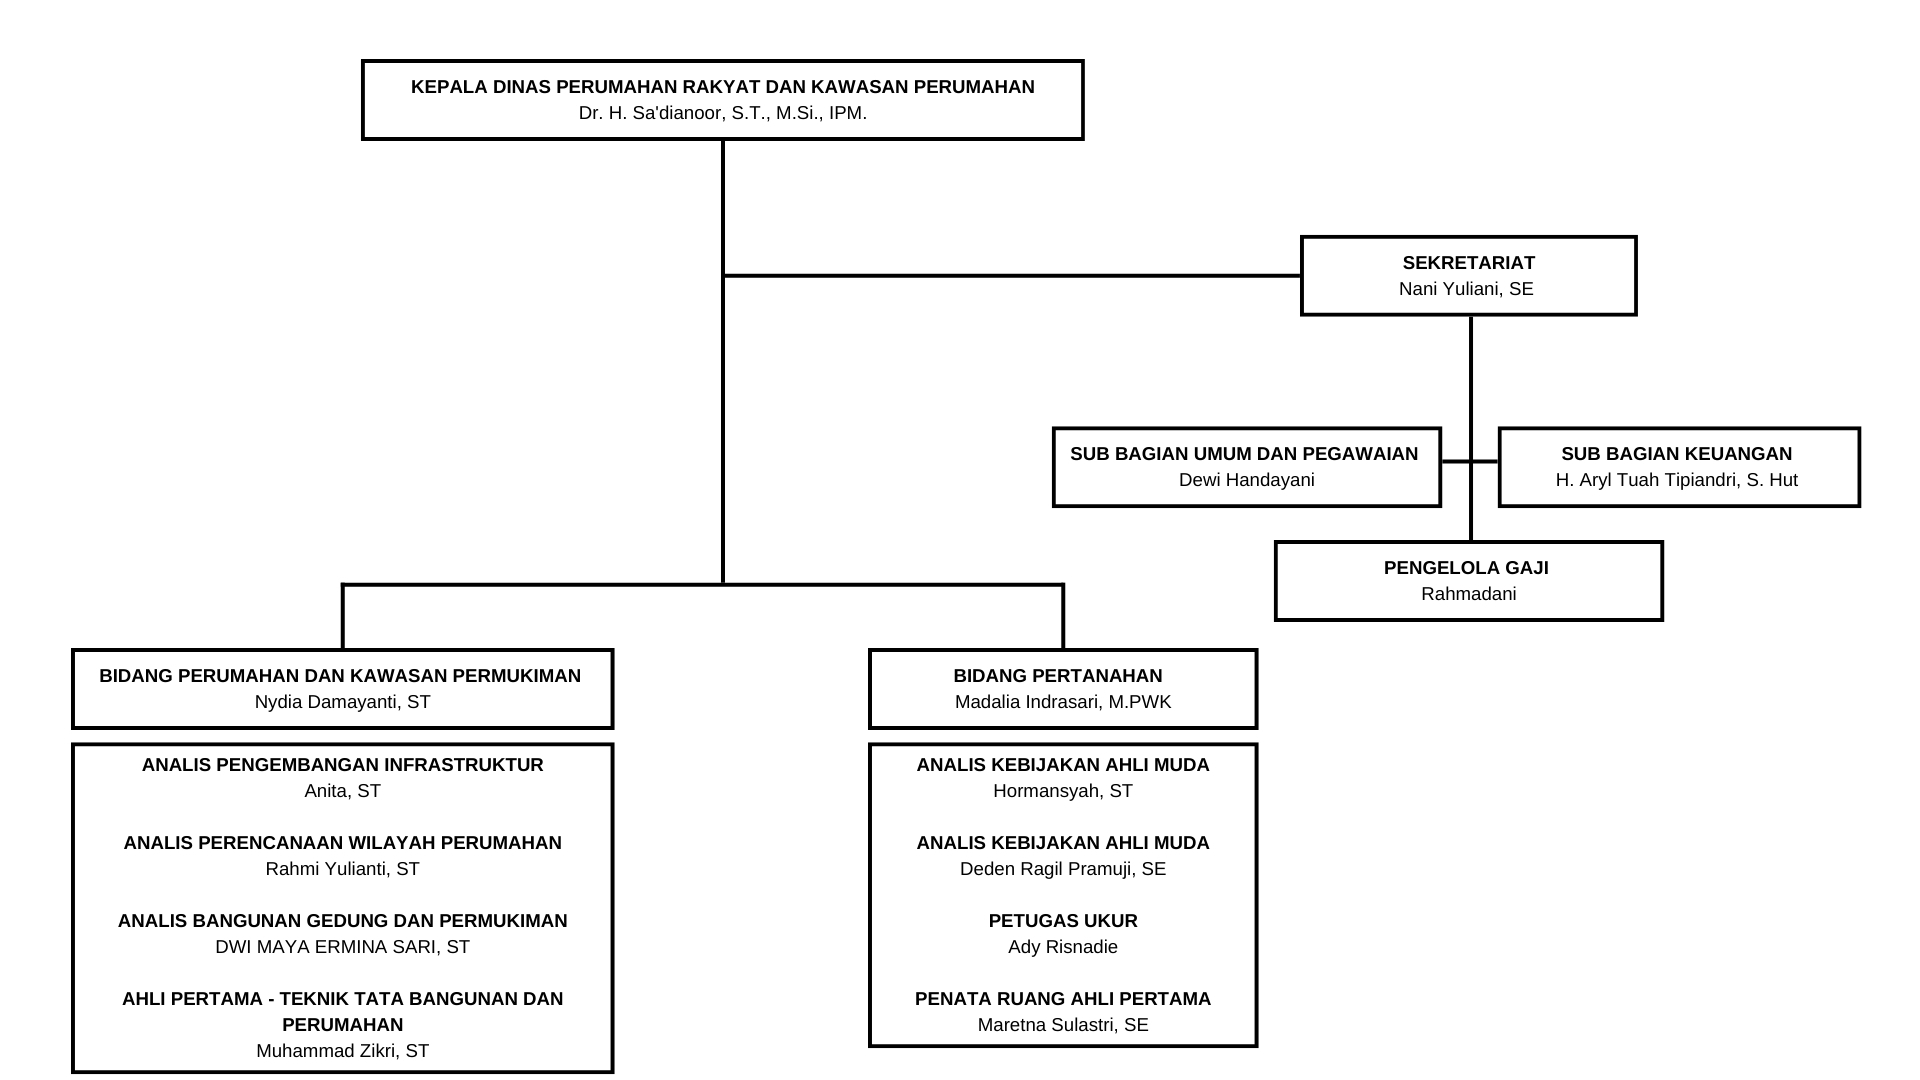 KEPALA DINAS PERUMAHAN RAKYAT DAN KAWASAN PERUMAHAN
Dr. H. Sa'dianoor, S.T., M.Si., IPM.
SEKRETARIAT
Nani Yuliani, SE
SUB BAGIAN UMUM DAN PEGAWAIAN
Dewi Handayani
SUB BAGIAN KEUANGAN
H. Aryl Tuah Tipiandri, S. Hut
PENGELOLA GAJI
Rahmadani
BIDANG PERUMAHAN DAN KAWASAN PERMUKIMAN
Nydia Damayanti, ST
ANALIS PENGEMBANGAN INFRASTRUKTUR
Anita, ST
ANALIS PERENCANAAN WILAYAH PERUMAHAN
Rahmi Yulianti, ST
ANALIS BANGUNAN GEDUNG DAN PERMUKIMAN
DWI MAYA ERMINA SARI, ST
AHLI PERTAMA - TEKNIK TATA BANGUNAN DAN
PERUMAHAN
Muhammad Zikri, ST
BIDANG PERTANAHAN
Madalia Indrasari, M.PWK
ANALIS KEBIJAKAN AHLI MUDA
Hormansyah, ST
ANALIS KEBIJAKAN AHLI MUDA
Deden Ragil Pramuji, SE
PETUGAS UKUR
Ady Risnadie
PENATA RUANG AHLI PERTAMA
Maretna Sulastri, SE